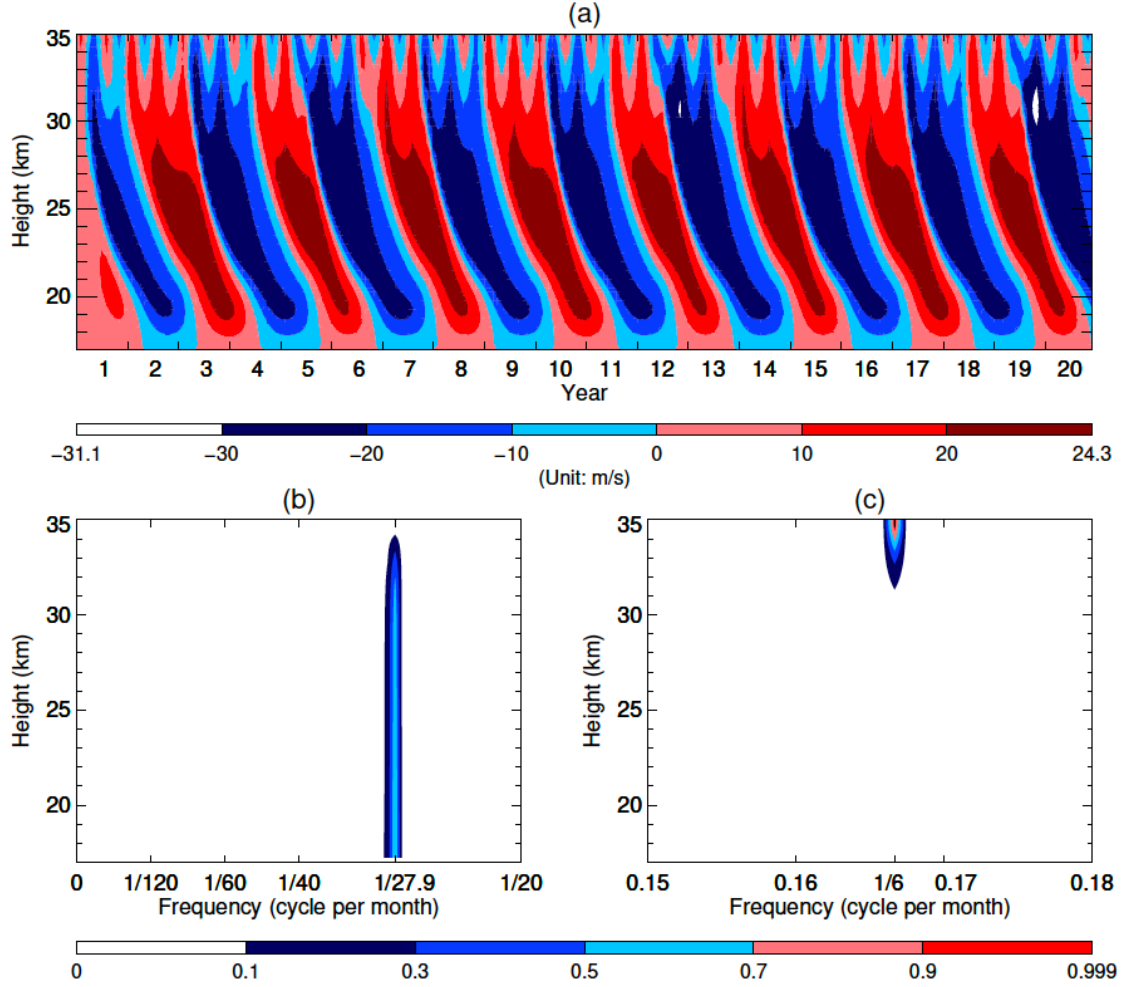 (a)
35
30
25
20
Height (km)
1 2 3 4 5 6 7 8 9 10 11 12 13 14 15 16 17 18 19 20
Year
−31.1 −30 −20 −10 0 10 20 24.3
(Unit: m/s)
(b)
35
30
25
20
Height (km)
0 1/120 1/60 1/40 1/27.9 1/20
Frequency (cycle per month)
(c)
35
30
25
20
Height (km)
0.15 0.16 1/6 0.17 0.18
Frequency (cycle per month)
0 0.1 0.3 0.5 0.7 0.9 0.999